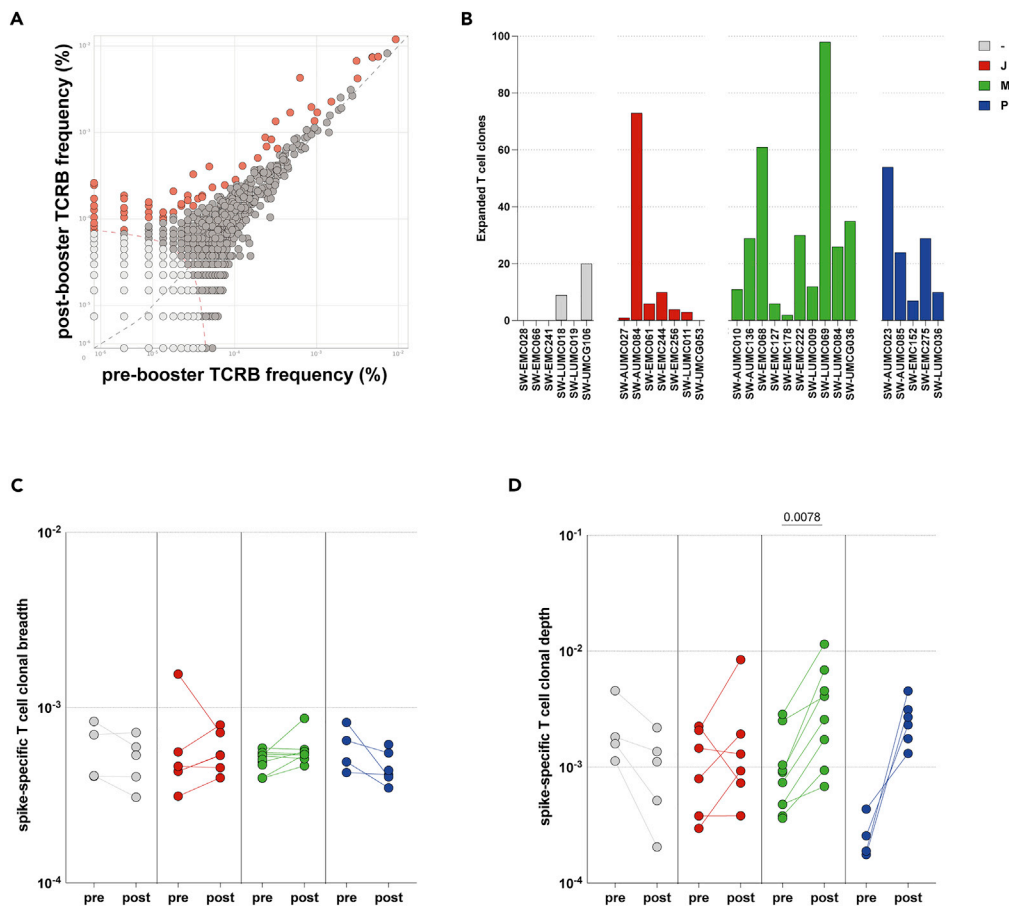 A
post-booster TCRB frequency (%)
pre-booster TCRB frequency (%)
0
B
Expanded T cell clones
100
80
60
40
20
0
SW-EMC028
SW-EMC066
SW-EMC241
SW-LUMC018
SW-LUMC019
SW-UMCG106
SW-AUMC027
SW-AUMC084
SW-EMC061
SW-EMC244
SW-EMC256
SW-LUMC011
SW-UMCG053
SW-AUMC010
SW-AUMC136
SW-EMC068
SW-EMC127
SW-EMC178
SW-EMC222
SW-LUMC009
SW-LUMC069
SW-LUMC084
SW-UMCG036
SW-AUMC023
SW-AUMC085
SW-EMC152
SW-EMC275
SW-LUMC036
-
J
M
P
C
spike-specific T cell clonal breadth
10-2
10-3
10-4
pre post pre post pre post pre post
D
spike-specific T cell clonal depth
0.0078
10-1
10-2
10-3
10-4
pre post pre post pre post pre post